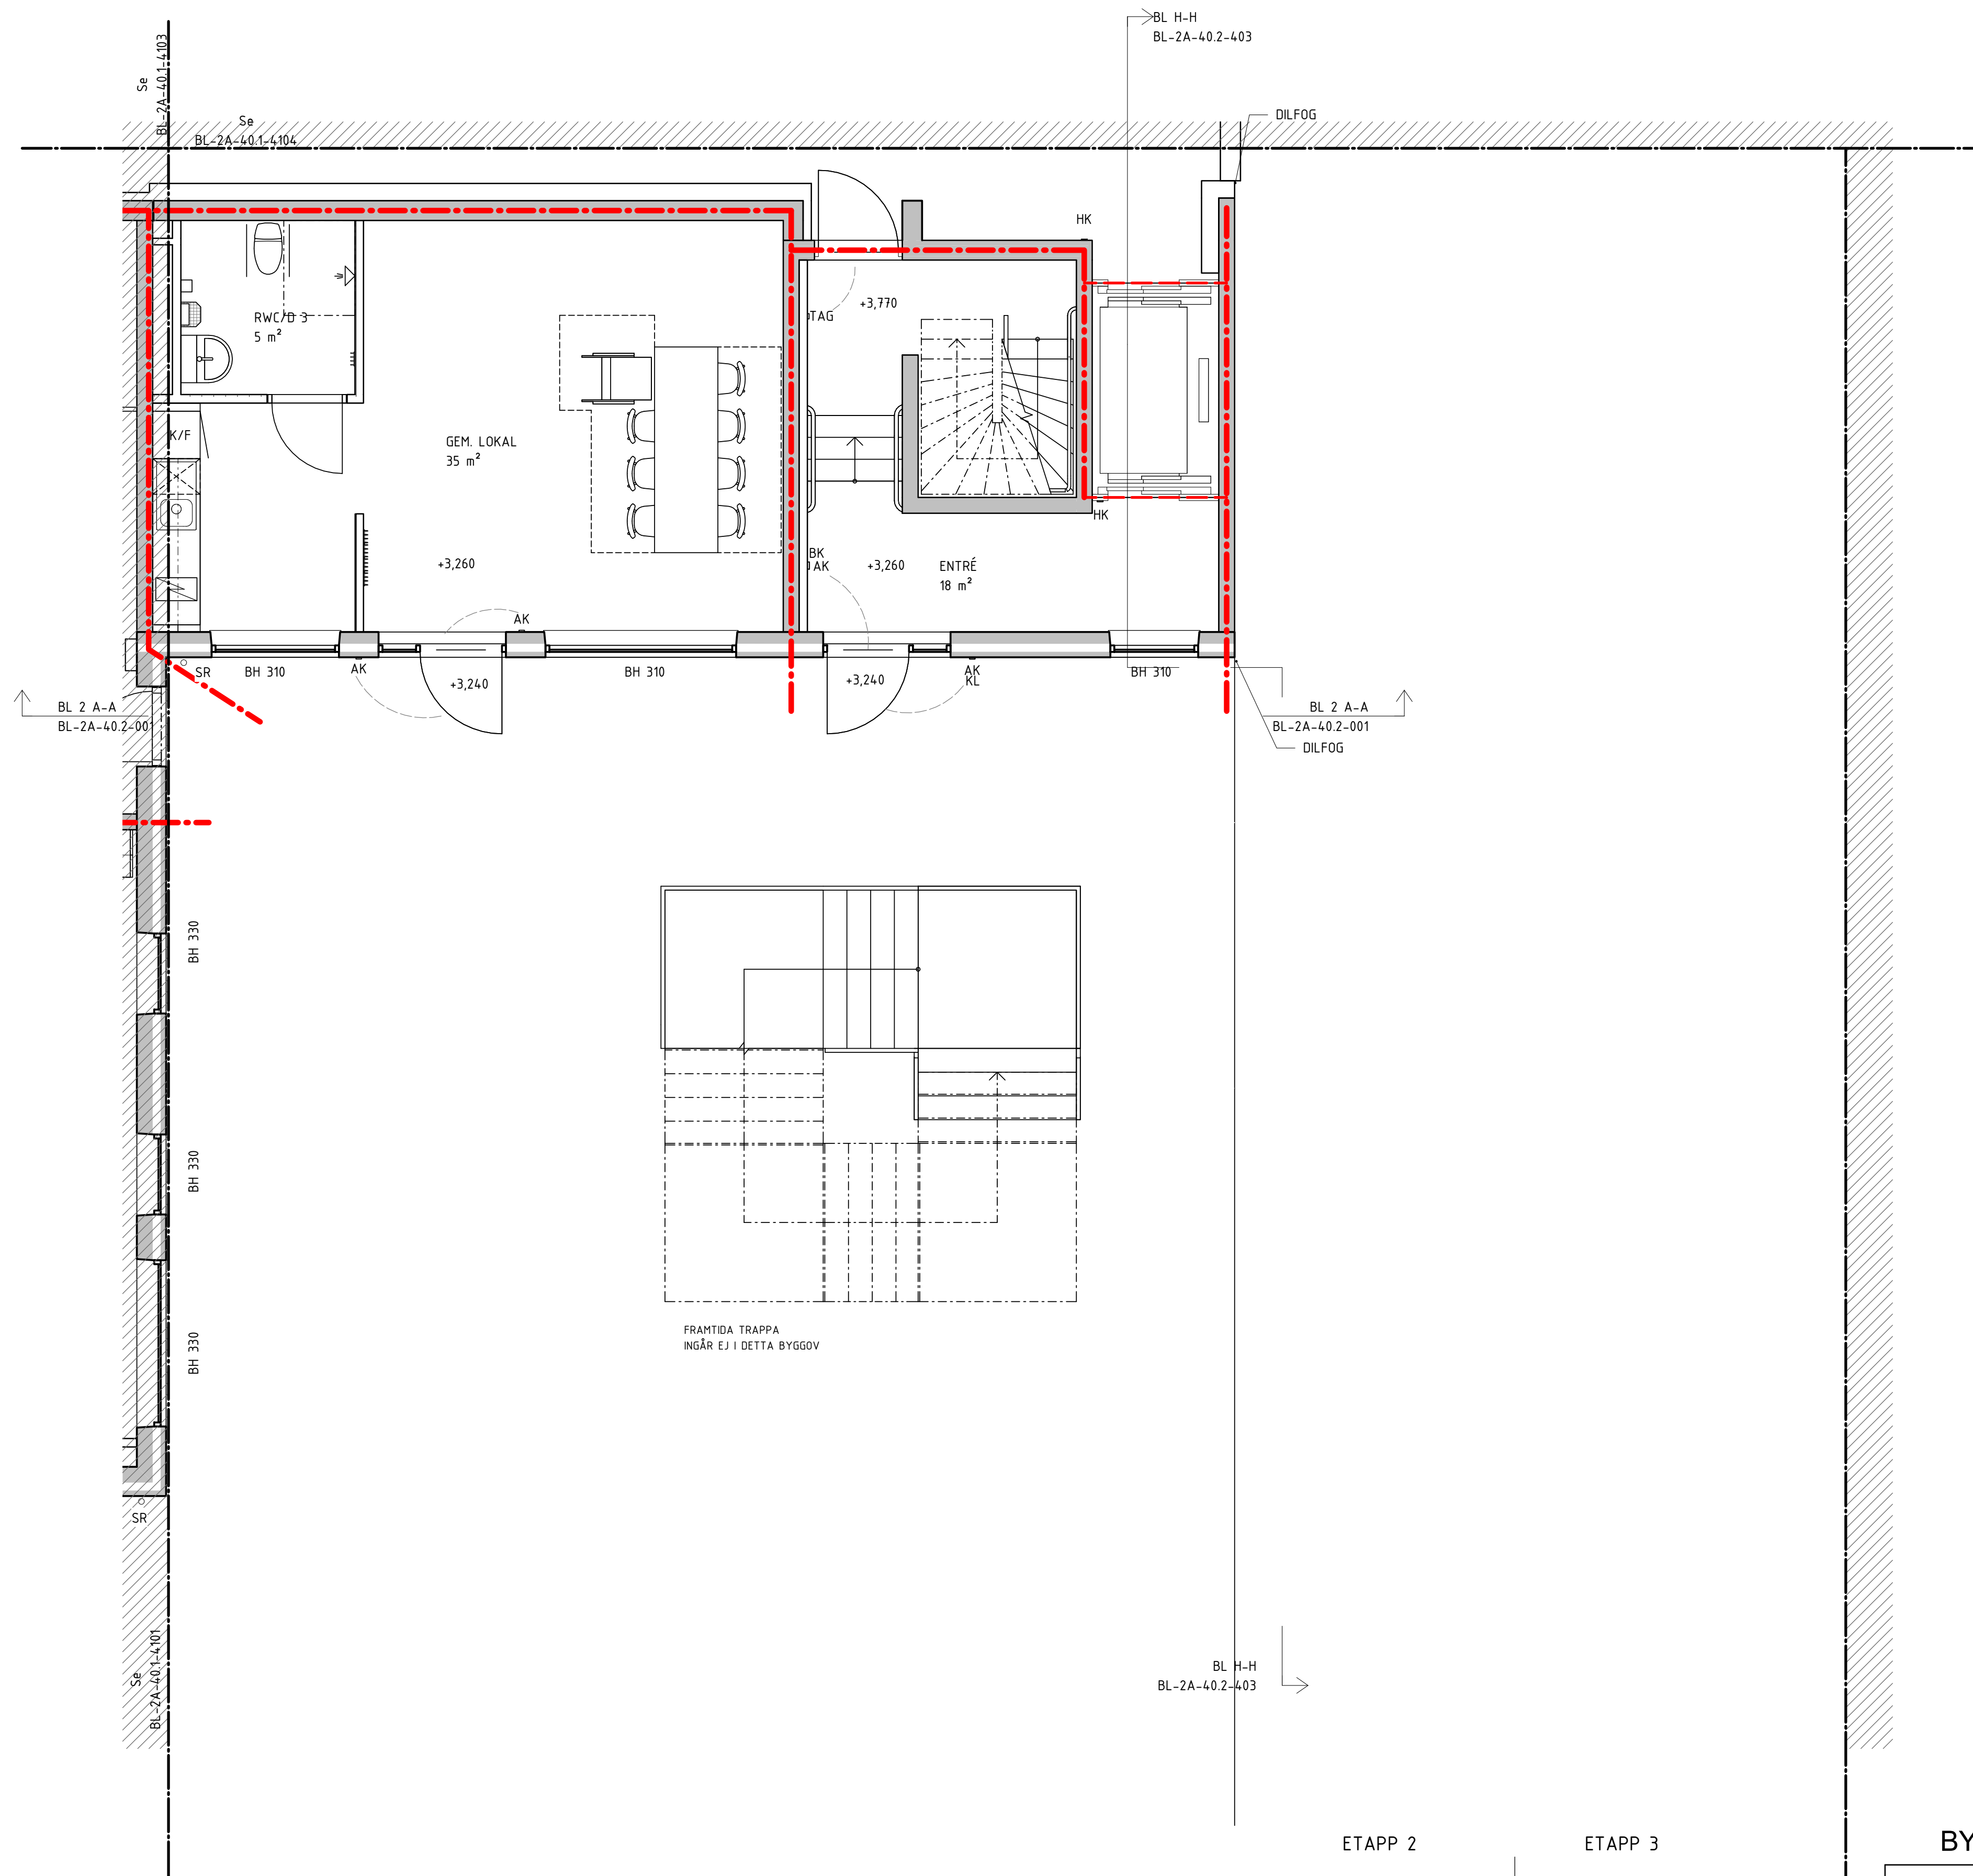 BL H-H
BL-2A-40.2-403
Se
BL-2A-40.1-4103
Se
BL-2A-40.1-4104
DILFOG
HK
RWC/D 3
5 m²
+3,770
TAG
K/F
GEM. LOKAL
35 m²
HK
BK
AK
+3,260
+3,260
ENTRÉ
18 m²
AK
SR
BH 310
AK
+3,240
BH 310
+3,240
AK
KL
BH 310
BL 2 A-A
BL-2A-40.2-001
BL 2 A-A
BL-2A-40.2-001
DILFOG
BH 330
BH 330
BH 330
FRAMTIDA TRAPPA
INGÅR EJ I DETTA BYGGOV
SR
Se
BL-2A-40.1-4101
BL H-H
BL-2A-40.2-403
ETAPP 2
ETAPP 3
BY